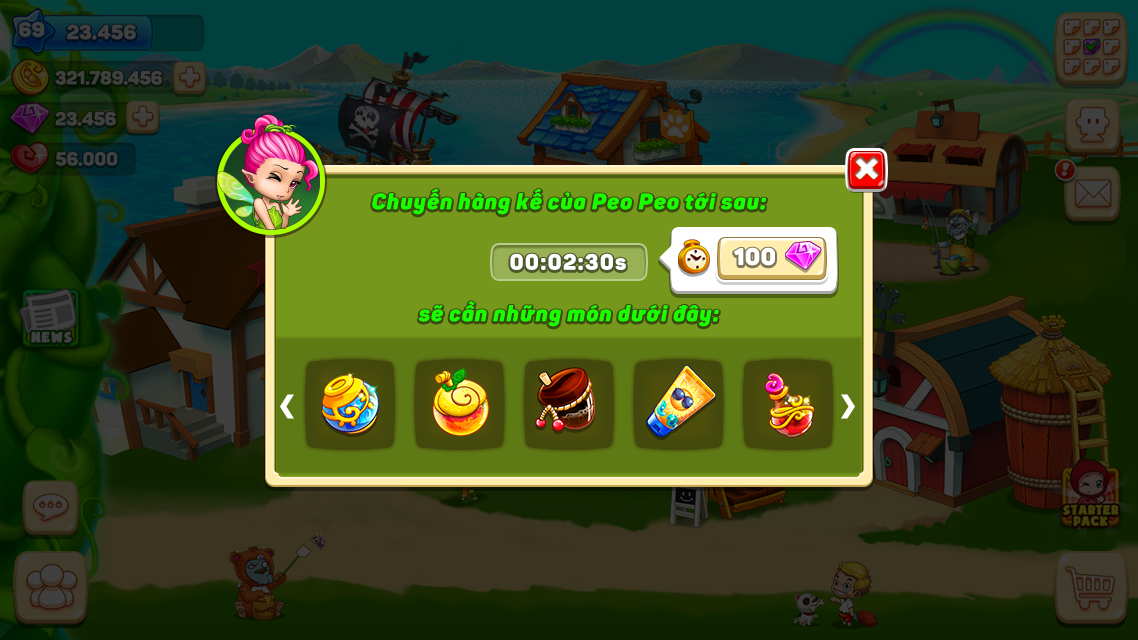 69 23.456
321.789.456
23.456
56.000
Chuyến hàng kế của Peo Peo tới sau:
00:02:30s
100
sẽ cần những món dưới đây:
NEWS
STARTER
PACK